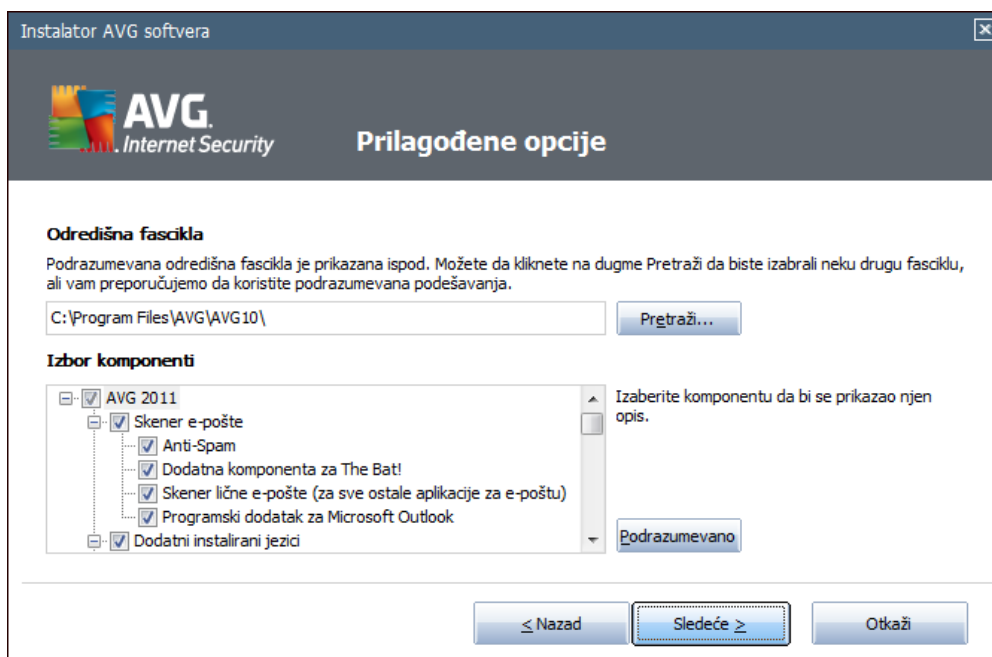 Instalator AVG softvera
AVG.
Internet Security
Prilagođene opcije
Odredišna fascikla
Podrazumevana odredišna fascikla je prikazana ispod. Možete da kliknete na dugme Pretraži da biste izabrali neku drugu fasciklu,
ali vam preporučujemo da koristite podrazumevana podešavanja.
C:\Program Files\AVG\AVG10\
Pretraži...
Izbor komponenti
AVG 2011
Skener e-pošte
Anti-Spam
Dodatna komponenta za The Bat!
Skener lične e-pošte (za sve ostale aplikacije za e-poštu)
Programski dodatak za Microsoft Outlook
Dodatni instalirani jezici
Izaberite komponentu da bi se prikazao njen
opis.
Podrazumevano
< Nazad
Sledeće >
Otkaži